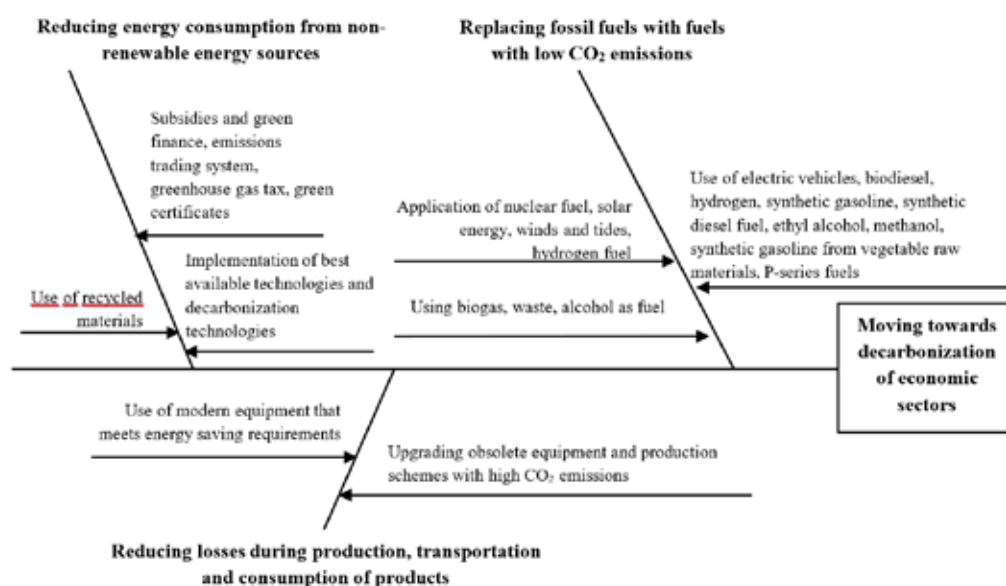 Reducing energy consumption from non-
renewable energy sources
Replacing fossil fuels with fuels
with low CO₂ emissions
Subsidies and green
finance, emissions
trading system,
greenhouse gas tax, green
certificates
Implementation of best
available technologies and
decarbonization
technologies
Use of recycled
materials
Application of nuclear fuel, solar
energy, winds and tides,
hydrogen fuel
Using biogas, waste, alcohol as fuel
Use of electric vehicles, biodiesel,
hydrogen, synthetic gasoline, synthetic
diesel fuel, ethyl alcohol, methanol,
synthetic gasoline from vegetable raw
materials, P-series fuels
Moving towards
decarbonization
of economic
sectors
Use of modern equipment that
meets energy saving requirements
Upgrading obsolete equipment and production
schemes with high CO₂ emissions
Reducing losses during production, transportation
and consumption of products